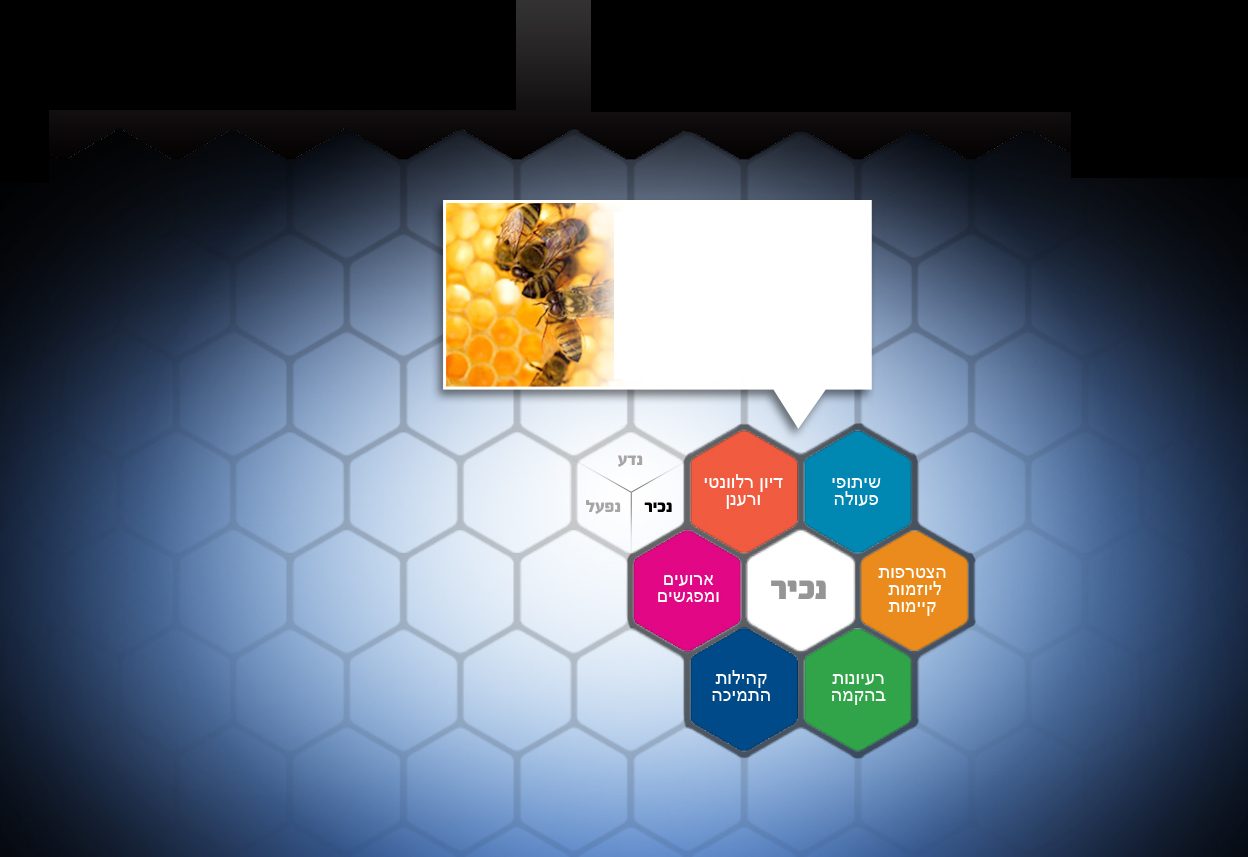 נדע
נכיר
נפעל
שיתופי
פעולה
דיון רלוונטי
ורענן
הצטרפות
ליוזמות
קיימות
נכיר
ארועים
ומפגשים
רעיונות
בהקמה
קהילות
התמיכה